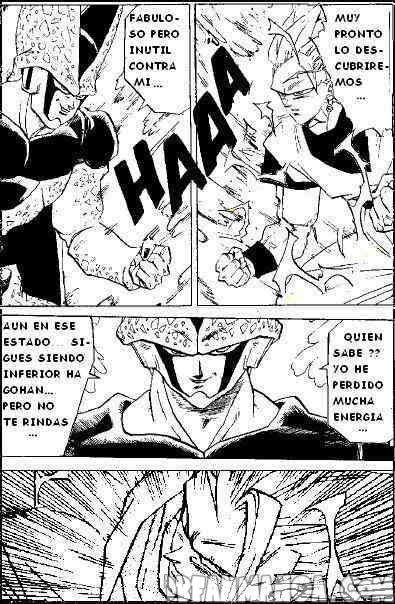 FABULO-
SO PERO
INUTIL
CONTRA
MI...
MUY
PRONTO
LO DES-
CUBRIRE-
MOS ...
HAAAA
AUN EN ESE
ESTADO ... SI-
GUES SIENDO
INFERIOR HA
GOHAN...
PERO NO
TE RINDAS
...
QUIEN
SABE ??
YO HE
PERDIDO
MUCHA
ENERGIA
...